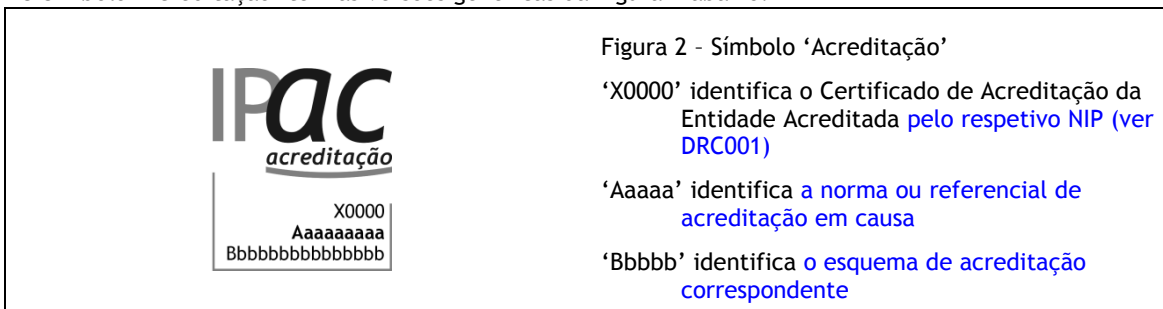 IPac
acreditação
X0000
Aaaaaaaaa
Bbbbbbbbbbbbbbb
Figura 2 – Símbolo ‘Acreditação’
‘X0000’ identifica o Certificado de Acreditação da
Entidade Acreditada pelo respetivo NIP (ver
DRC001)
‘Aaaaa’ identifica a norma ou referencial de
acreditação em causa
‘Bbbbb’ identifica o esquema de acreditação
correspondente